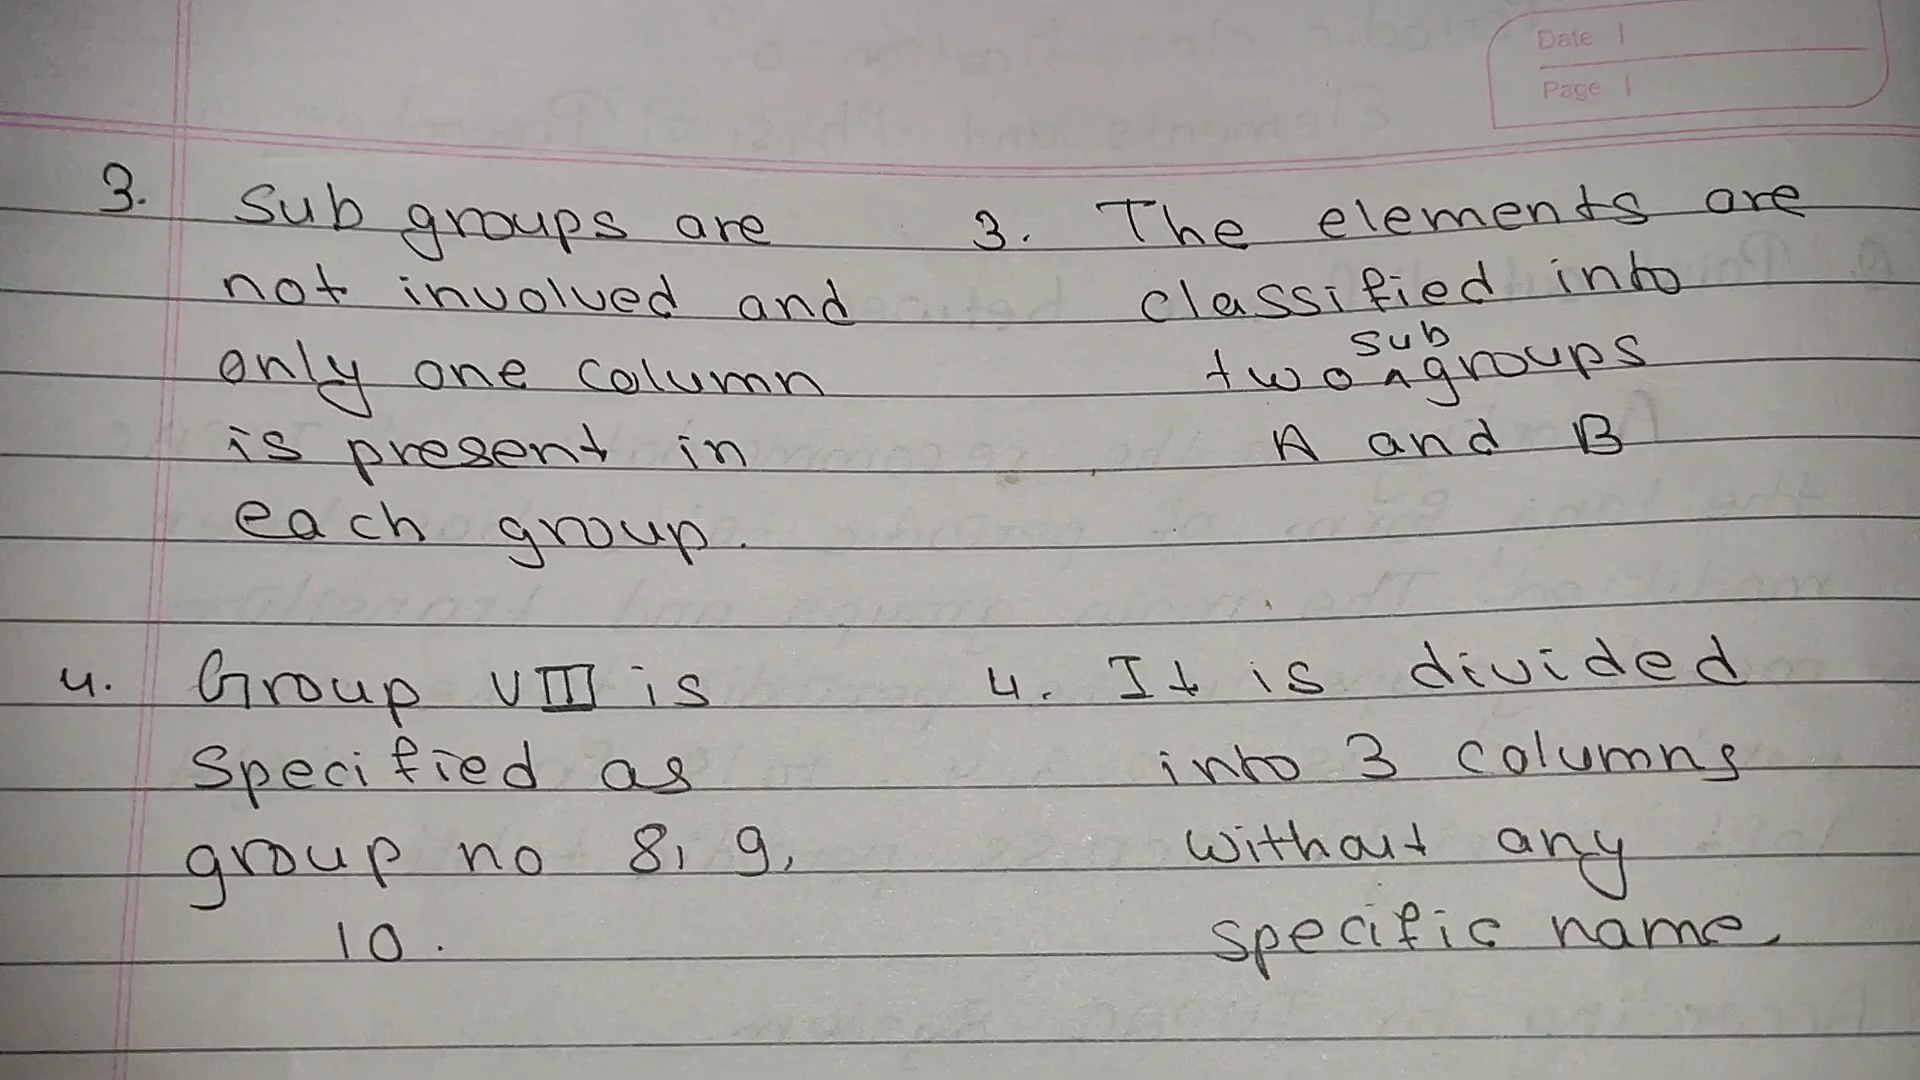 Date
Page
3. Sub groups are
not involved and
only one column
is present in
each group.
4. Group VIII is
Specified as
group no 8, 9,
10.
3. The elements are
classified into
two sub groups
A and B
4. It is divided
into 3 columns
without any
specific name.